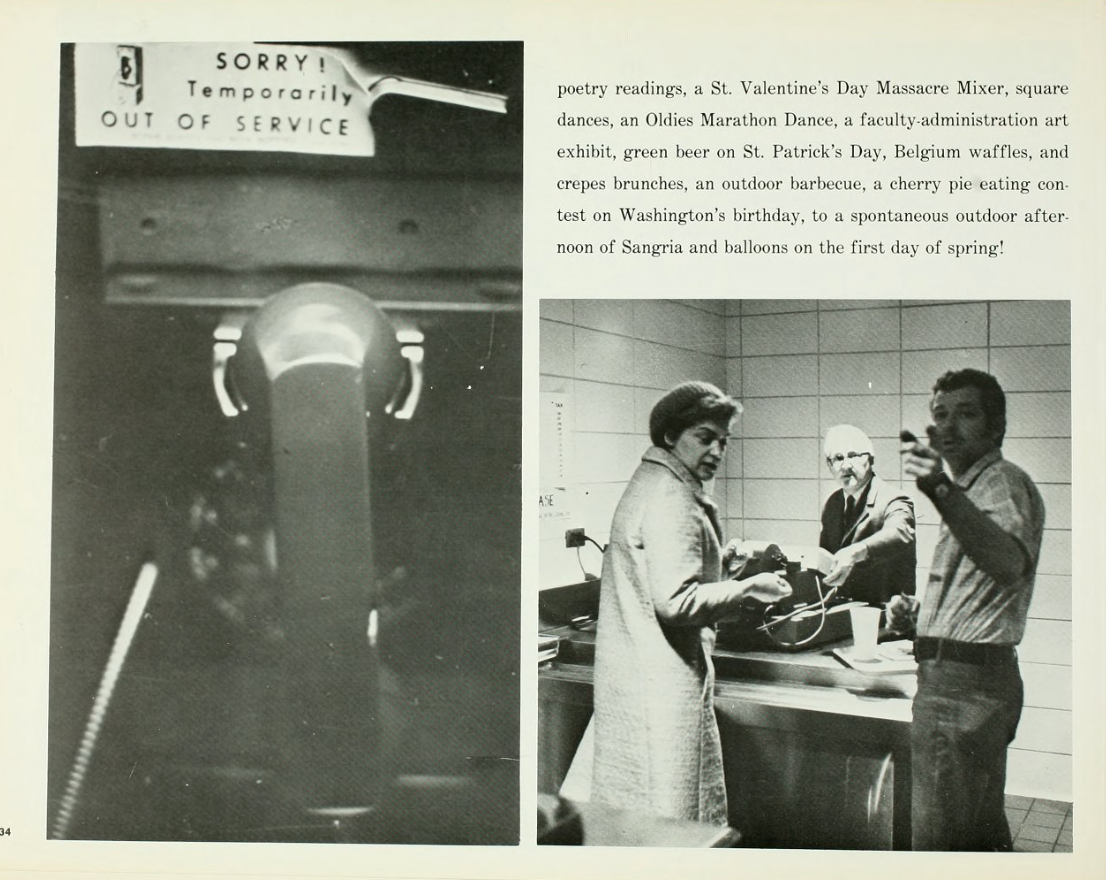 SORRY!
Temporarily
OUT OF SERVICE
poetry readings, a St. Valentine's Day Massacre Mixer, square
dances, an Oldies Marathon Dance, a faculty-administration art
exhibit, green beer on St. Patrick's Day, Belgium waffles, and
crepes brunches, an outdoor barbecue, a cherry pie eating con-
test on Washington's birthday, to a spontaneous outdoor after-
noon of Sangria and balloons on the first day of spring!
ASE
34